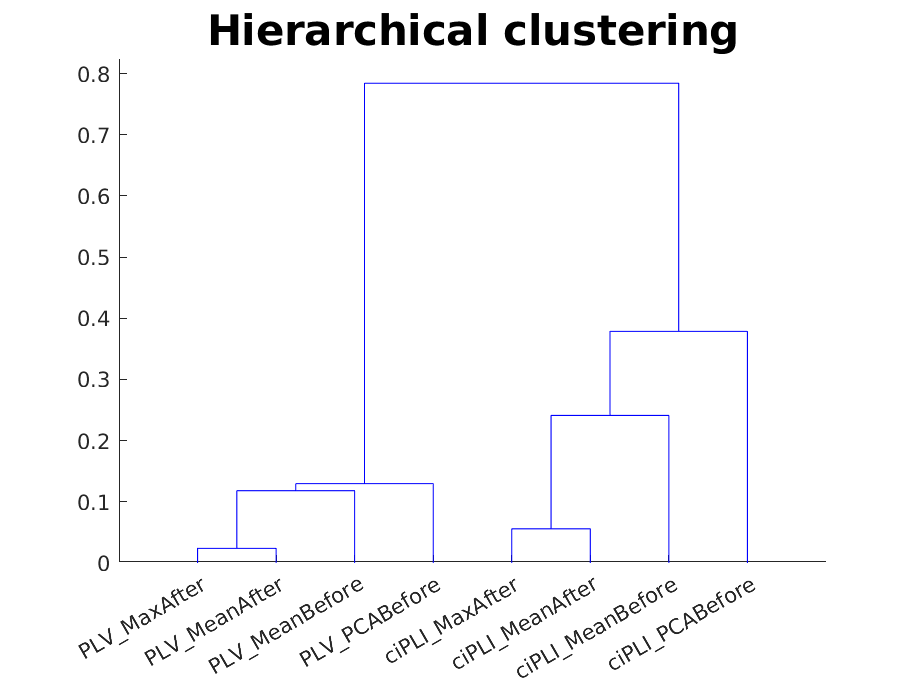 Hierarchical clustering
0.8
0.7
0.6
0.5
0.4
0.3
0.2
0.1
0
PLV_MaxAfter
PLV_MeanAfter
PLV_MeanBefore
PLV_PCABefore
ciPLI_MaxAfter
ciPLI_MeanAfter
ciPLI_MeanBefore
ciPLI_PCABefore